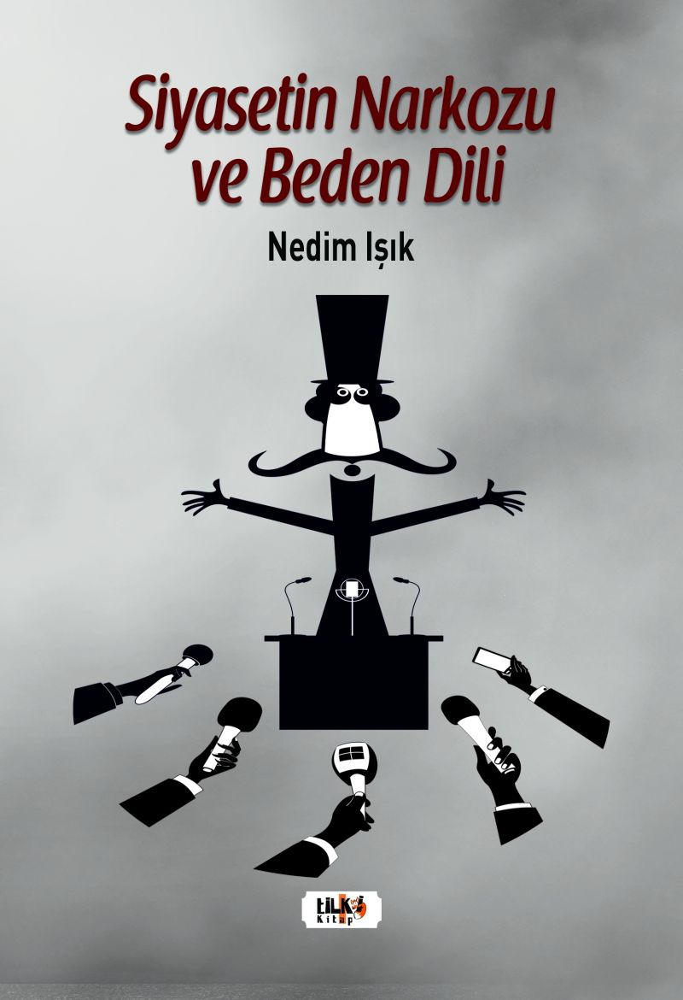 Siyasetin Narkozu
ve Beden Dili
Nedim Işık
tilki
Kitap